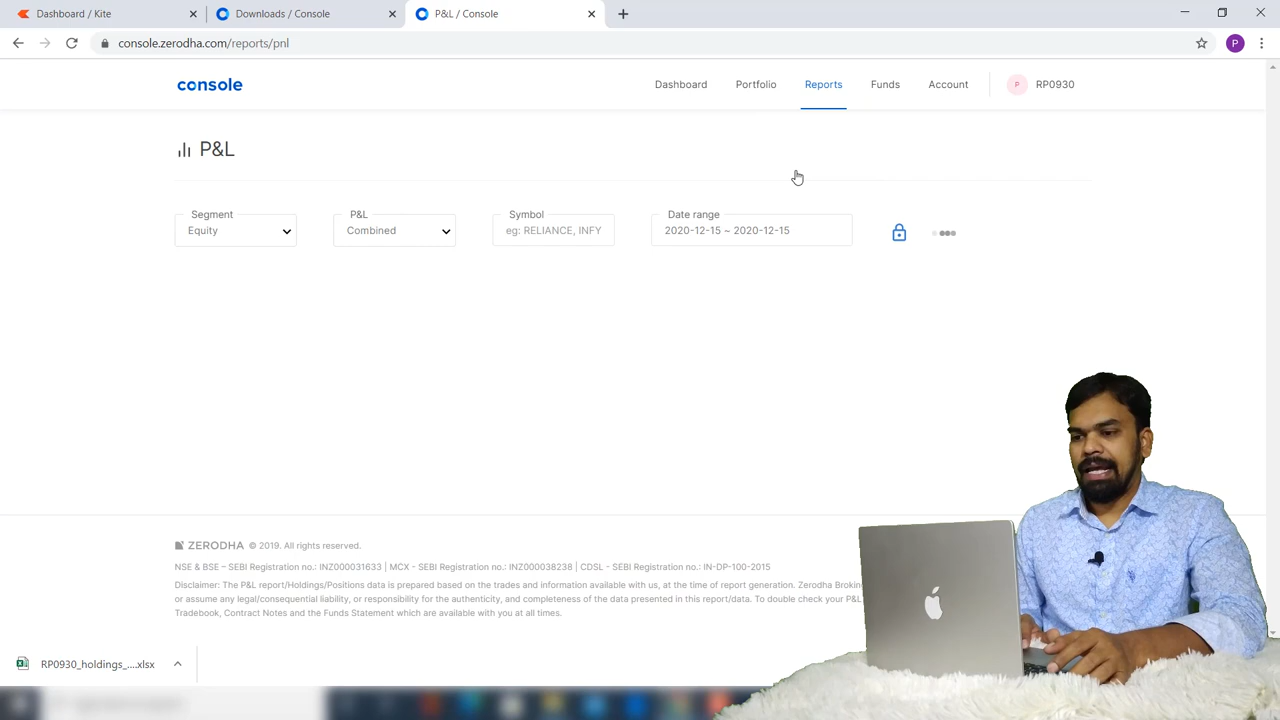 Dashboard / Kite
Downloads / Console
P&L / Console
console.zerodha.com/reports/pnl
P
console
Dashboard
Portfolio
Reports
Funds
Account
P
RP0930
P&L
Segment
P&L
Symbol
Date range
Equity
Combined
eg: RELIANCE, INFY
2020-12-15 ~ 2020-12-15
ZERODHA © 2019. All rights reserved.
NSE & BSE – SEBI Registration no.: INZ000031633 | MCX - SEBI Registration no.: INZ000038238 | CDSL - SEBI Registration no.: IN-DP-100-2015
Disclaimer: The P&L report/Holdings/Positions data is prepared based on the trades and information available with us, at the time of report generation. Zerodha Brokin
or assume any legal/consequential liability, or responsibility for the authenticity, and completeness of the data presented in this report/data. To double check your P&L
Tradebook, Contract Notes and the Funds Statement which are available with you at all times.
RP0930_holdings_....xlsx